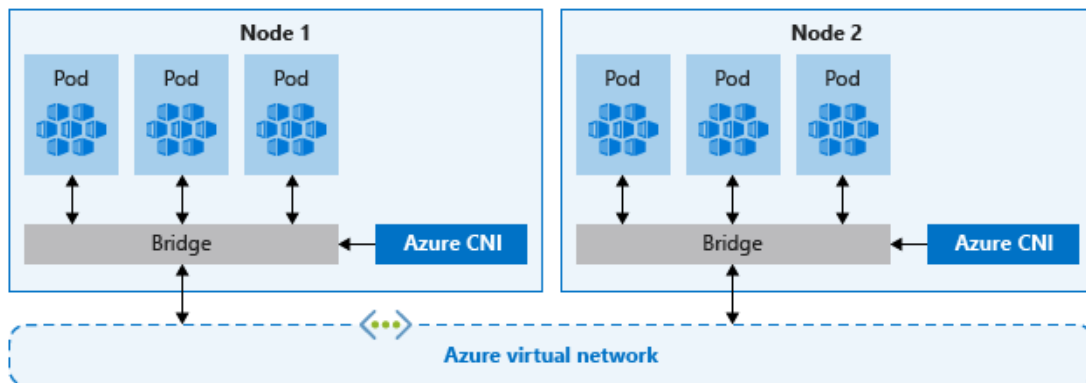 Node 1
Pod
Pod
Pod
Bridge
Azure CNI
Node 2
Pod
Pod
Pod
Bridge
Azure CNI
Azure virtual network